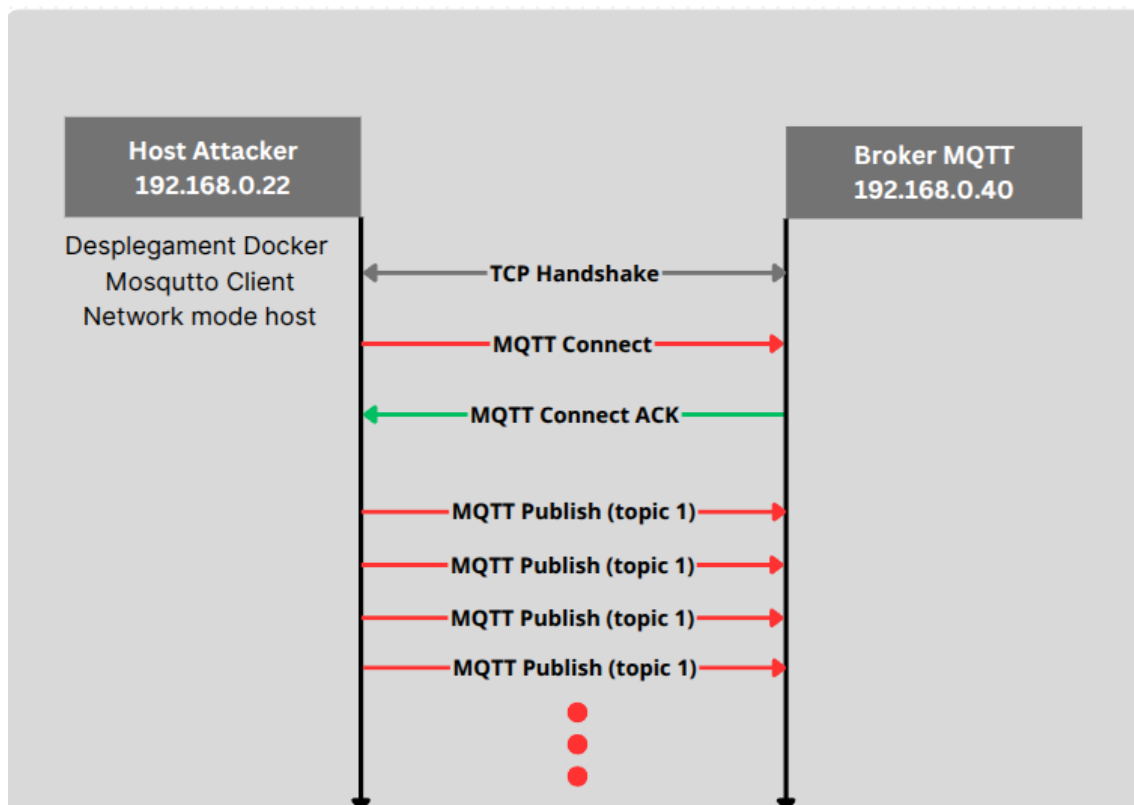 Host Attacker
192.168.0.22
Broker MQTT
192.168.0.40
Desplegament Docker
Mosqutto Client
Network mode host
TCP Handshake
MQTT Connect
MQTT Connect ACK
MQTT Publish (topic 1)
MQTT Publish (topic 1)
MQTT Publish (topic 1)
MQTT Publish (topic 1)